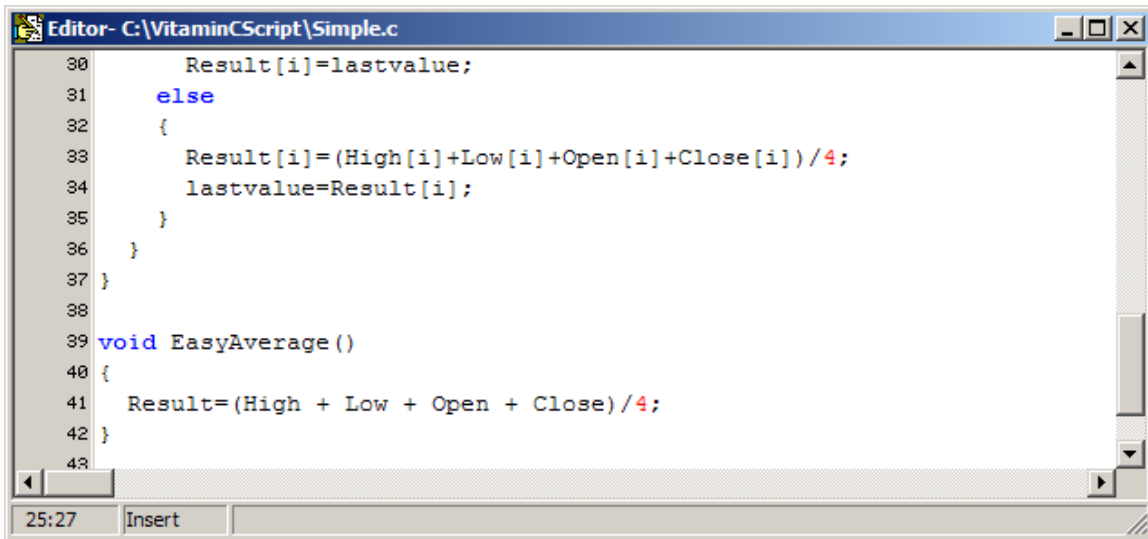 Editor- C:\VitaminCScript\Simple.c
30 Result[i]=lastvalue;
31 else
32 {
33 Result[i]=(High[i]+Low[i]+Open[i]+Close[i])/4;
34 lastvalue=Result[i];
35 }
36 }
37 }
38
39 void EasyAverage()
40 {
41 Result=(High + Low + Open + Close)/4;
42 }
43
25:27 Insert